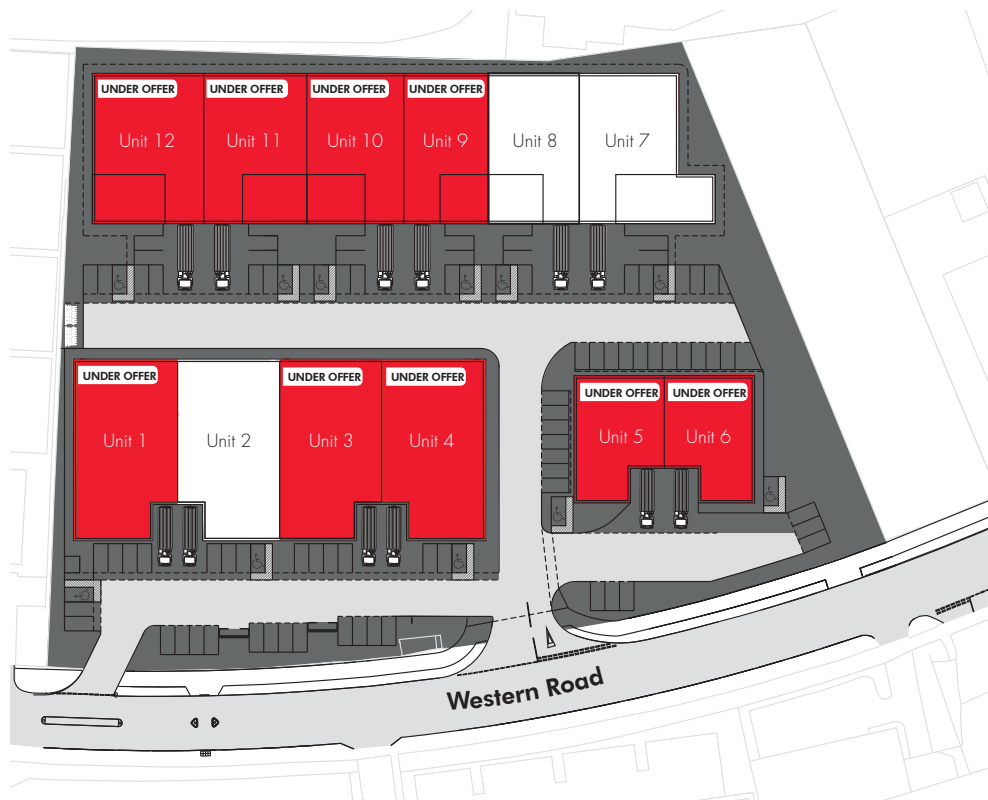 UNDER OFFER UNDER OFFER UNDER OFFER UNDER OFFER
Unit 12 Unit 11 Unit 10 Unit 9 Unit 8 Unit 7
UNDER OFFER UNDER OFFER UNDER OFFER
UNDER OFFER UNDER OFFER
Unit 1 Unit 2 Unit 3 Unit 4
Unit 5 Unit 6
Western Road